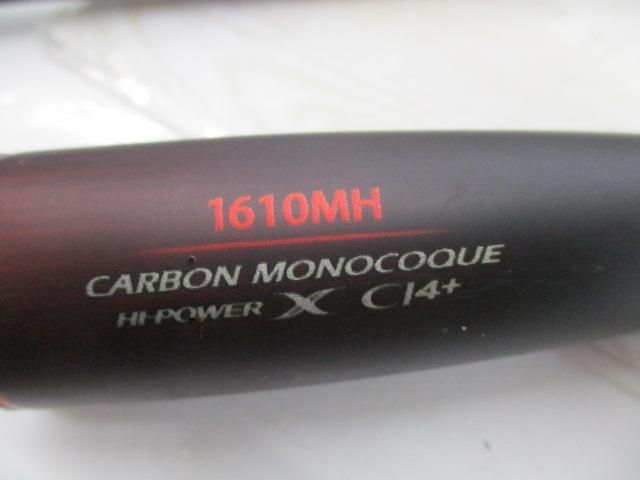 1610MH
CARBON MONOCOQUE
HI-POWER X CI4+